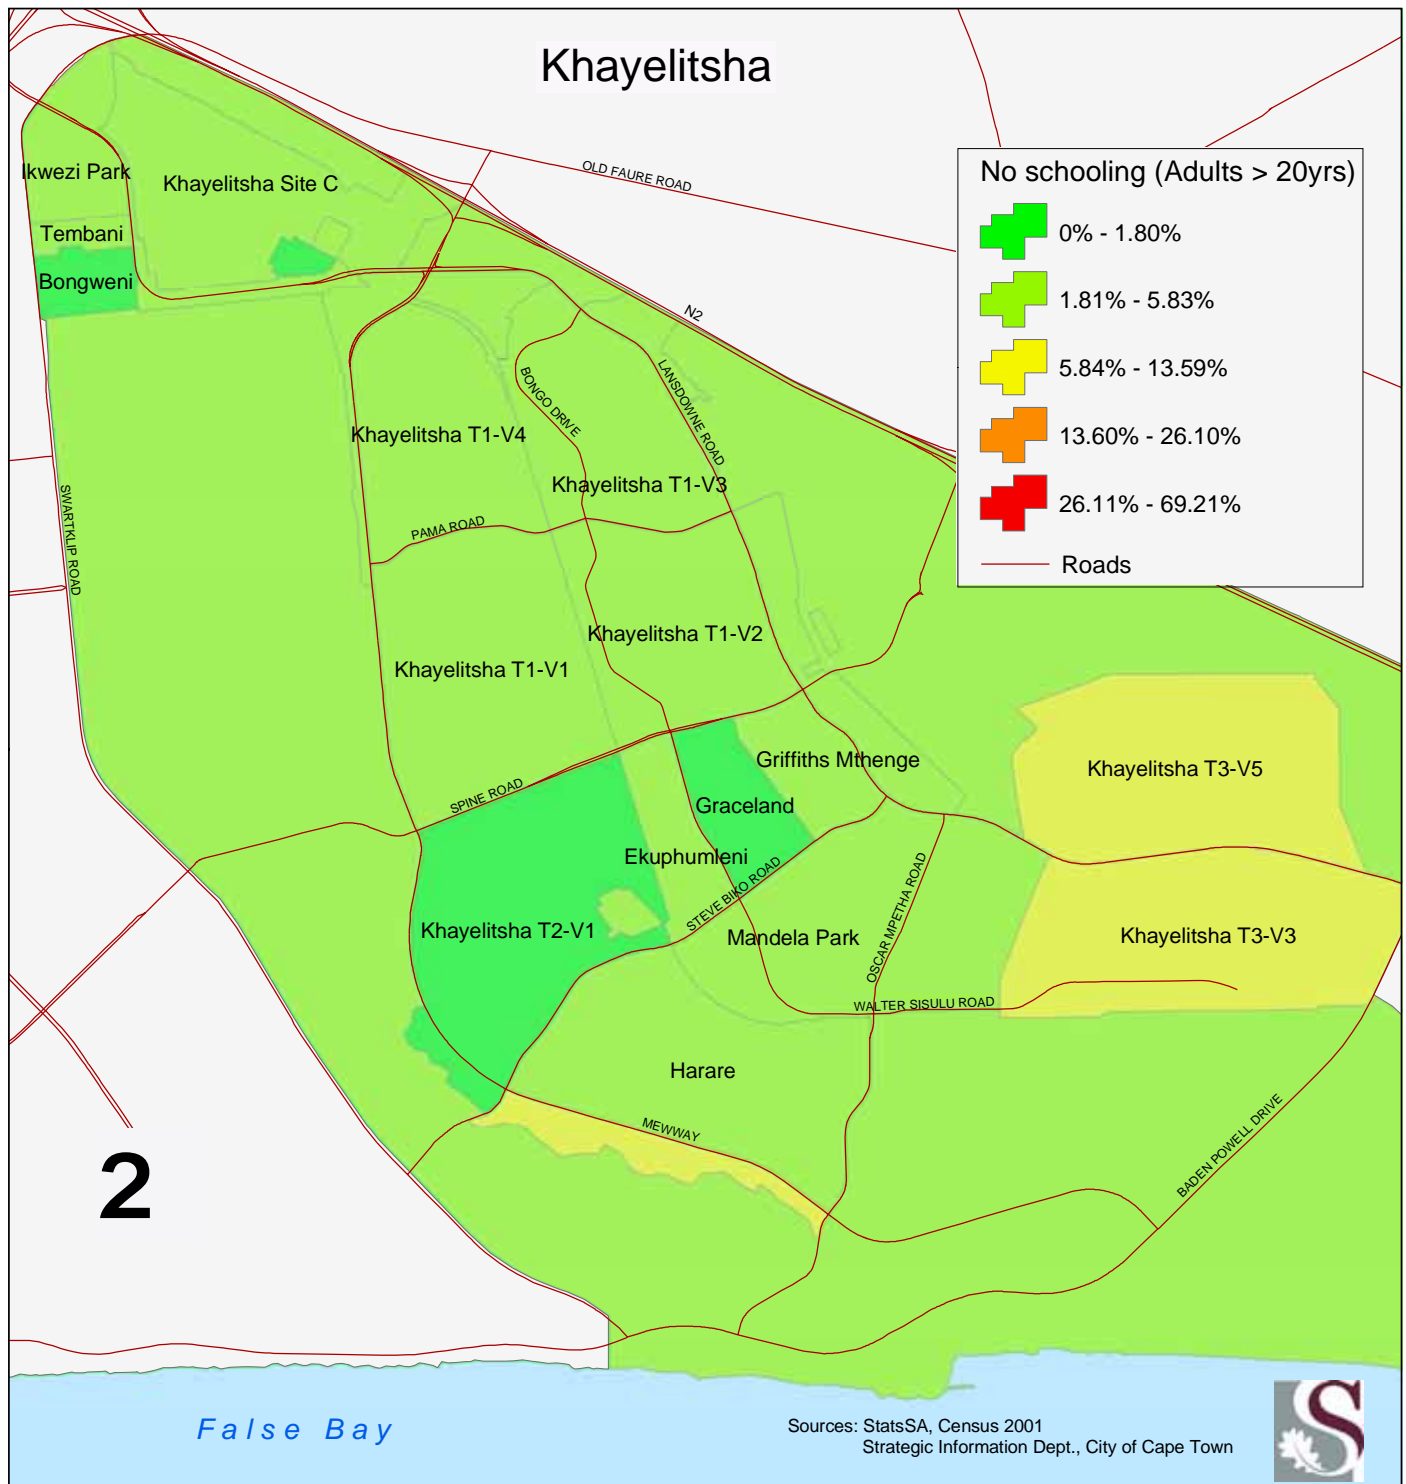 Khayelitsha
No schooling (Adults > 20yrs)
0% - 1.80%
1.81% - 5.83%
5.84% - 13.59%
13.60% - 26.10%
26.11% - 69.21%
Roads
OLD FAURE ROAD
Ikwezi Park
Khayelitsha Site C
Tembani
Bongweni
N2
BONGO DRIVE
LANSDOWNE ROAD
Khayelitsha T1-V4
Khayelitsha T1-V3
SWARTKLIP ROAD
PAMA ROAD
Khayelitsha T1-V2
Khayelitsha T1-V1
Griffiths Mthenge
Khayelitsha T3-V5
SPINE ROAD
Graceland
Ekuphumleni
STEVE BIKO ROAD
OSCAR MPETHA ROAD
Khayelitsha T2-V1
Mandela Park
Khayelitsha T3-V3
WALTER SISULU ROAD
Harare
MEWWAY
BADEN POWELL DRIVE
2
False Bay
Sources: StatsSA, Census 2001
Strategic Information Dept., City of Cape Town
S